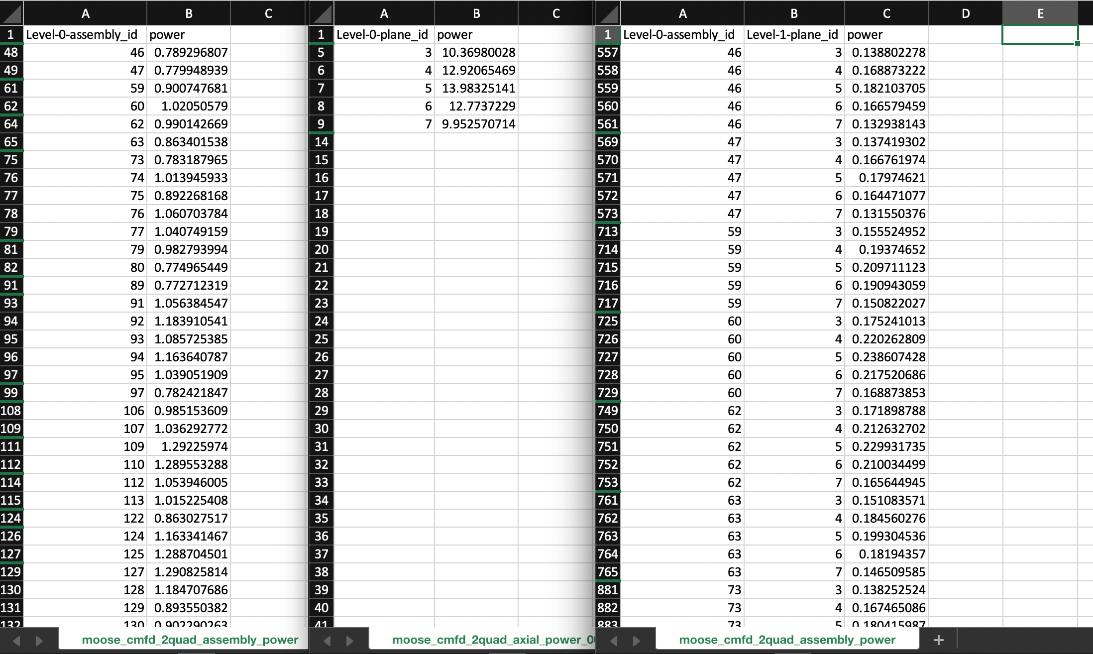 A B C
1 Level-0-assembly_id power
48 46 0.789296807
49 47 0.779948939
61 59 0.900747681
62 60 1.02050579
64 62 0.990142669
65 63 0.863401538
75 73 0.783187965
76 74 1.013945933
77 75 0.892268168
78 76 1.060703784
79 77 1.040749159
81 79 0.982793994
82 80 0.774965449
91 89 0.772712319
93 91 1.056384547
94 92 1.183910541
95 93 1.085725385
96 94 1.163640787
97 95 1.039051909
99 97 0.782421847
108 106 0.985153609
109 107 1.036292772
111 109 1.29225974
112 110 1.289553288
114 112 1.053946005
115 113 1.015225408
124 122 0.863027517
126 124 1.163341467
127 125 1.288704501
129 127 1.290825814
130 128 1.184707686
131 129 0.893550382
132 130
moose_cmfd_2quad_assembly_power
A B C
1 Level-0-plane_id power
5 3 10.36980028
6 4 12.92065469
7 5 13.98325141
8 6 12.7737229
9 7 9.952570714
14
15
16
17
18
19
20
21
22
23
24
25
26
27
28
29
30
31
32
33
34
35
36
37
38
39
40
41
moose_cmfd_2quad_axial_power_0
A B C D E
1 Level-0-assembly_id Level-1-plane_id power
557 46 3 0.138802278
558 46 4 0.168873222
559 46 5 0.182103705
560 46 6 0.166579459
561 46 7 0.132938143
569 47 3 0.137419302
570 47 4 0.166761974
571 47 5 0.17974621
572 47 6 0.164471077
573 47 7 0.131550376
713 59 3 0.155524952
714 59 4 0.19374652
715 59 5 0.209711123
716 59 6 0.190943059
717 59 7 0.150822027
725 60 3 0.175241013
726 60 4 0.220262809
727 60 5 0.238607428
728 60 6 0.217520686
729 60 7 0.168873853
749 62 3 0.171898788
750 62 4 0.212632702
751 62 5 0.229931735
752 62 6 0.210034499
753 62 7 0.165644945
761 63 3 0.151083571
762 63 4 0.184560276
763 63 5 0.199304536
764 63 6 0.18194357
765 63 7 0.146509585
881 73 3 0.138252524
882 73 4 0.167465086
883 73 5
moose_cmfd_2quad_assembly_power +